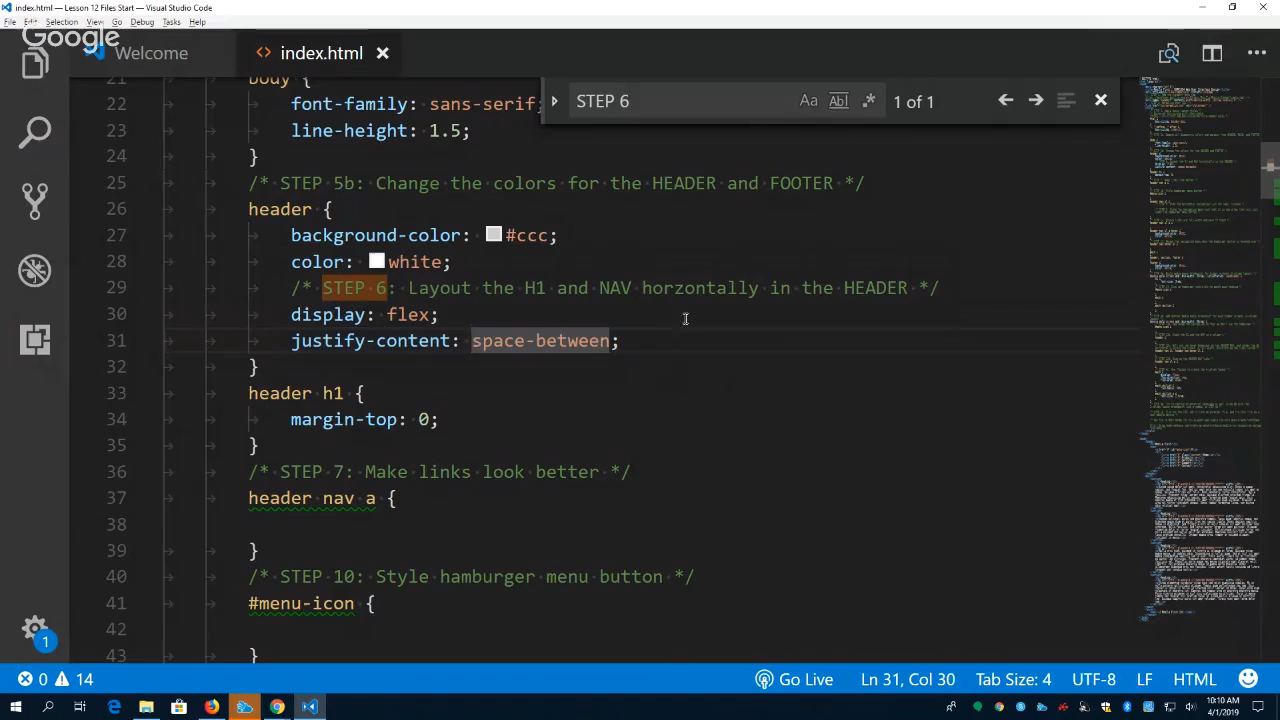 index.html — Lesson 12 Files Start — Visual Studio Code
File Edit Selection View Go Debug Tasks Help
Google
Welcome
index.html
STEP 6
Aa Abl .* 1 of 1
21 body {
22 font-family: sans-serif;
23 line-height: 1.5;
24 }
25 /* STEP 5b: Change the colors for the HEADER and FOOTER */
26 header {
27 background-color: #ccc;
28 color: white;
29 /* STEP 6: Layout the H1 and NAV horzontally in the HEADER */
30 display: flex;
31 justify-content: space-between;
32 }
33 header h1 {
34 margin-top: 0;
35 }
36 /* STEP 7: Make links look better */
37 header nav a {
38
39 }
40 /* STEP 10: Style hamburger menu button */
41 #menu-icon {
42
43 }
1
0 14 Go Live Ln 31, Col 30 Tab Size: 4 UTF-8 LF HTML
10:10 AM
4/1/2019